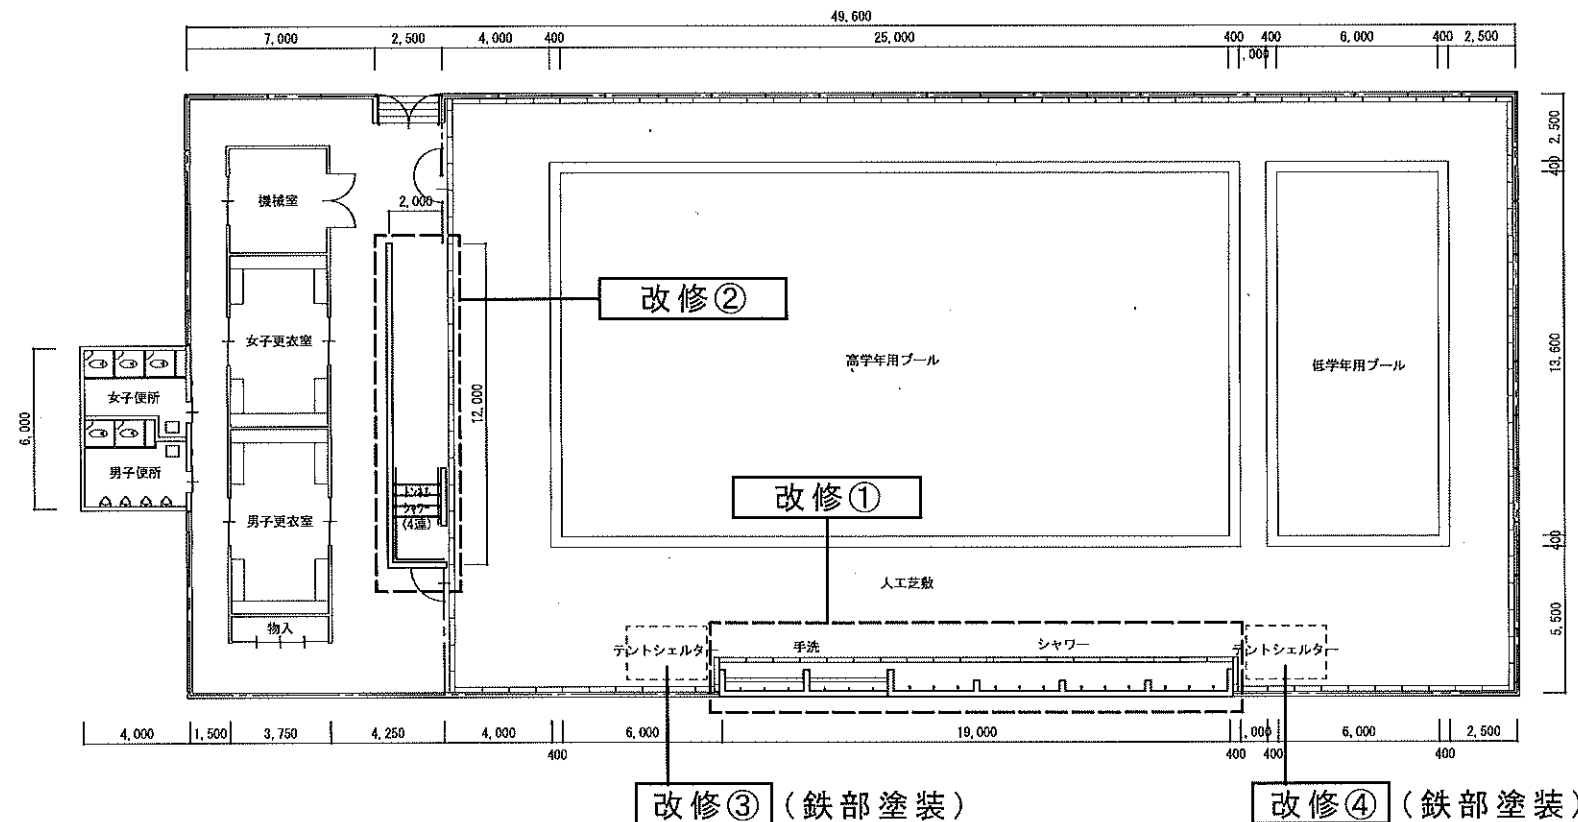 49,600
7,000 2,500 4,000 400 25,000 400 400 6,000 400 2,500
,000
2,500
400
機械室
2,000
改修②
女子更衣室
高学年用プール
低学年用プール
13,600
女子便所
12,000
6,000
男子便所
トンネル
シャワー
(4連)
改修①
男子更衣室
400
人工芝敷
5,500
物入
テントシェルター
手洗
シャワー
テントシェルター
4,000 1,500 3,750 4,250 4,000 6,000 19,000 ,000 6,000 2,500
400 400 400 400
改修③ (鉄部塗装)
改修④ (鉄部塗装)